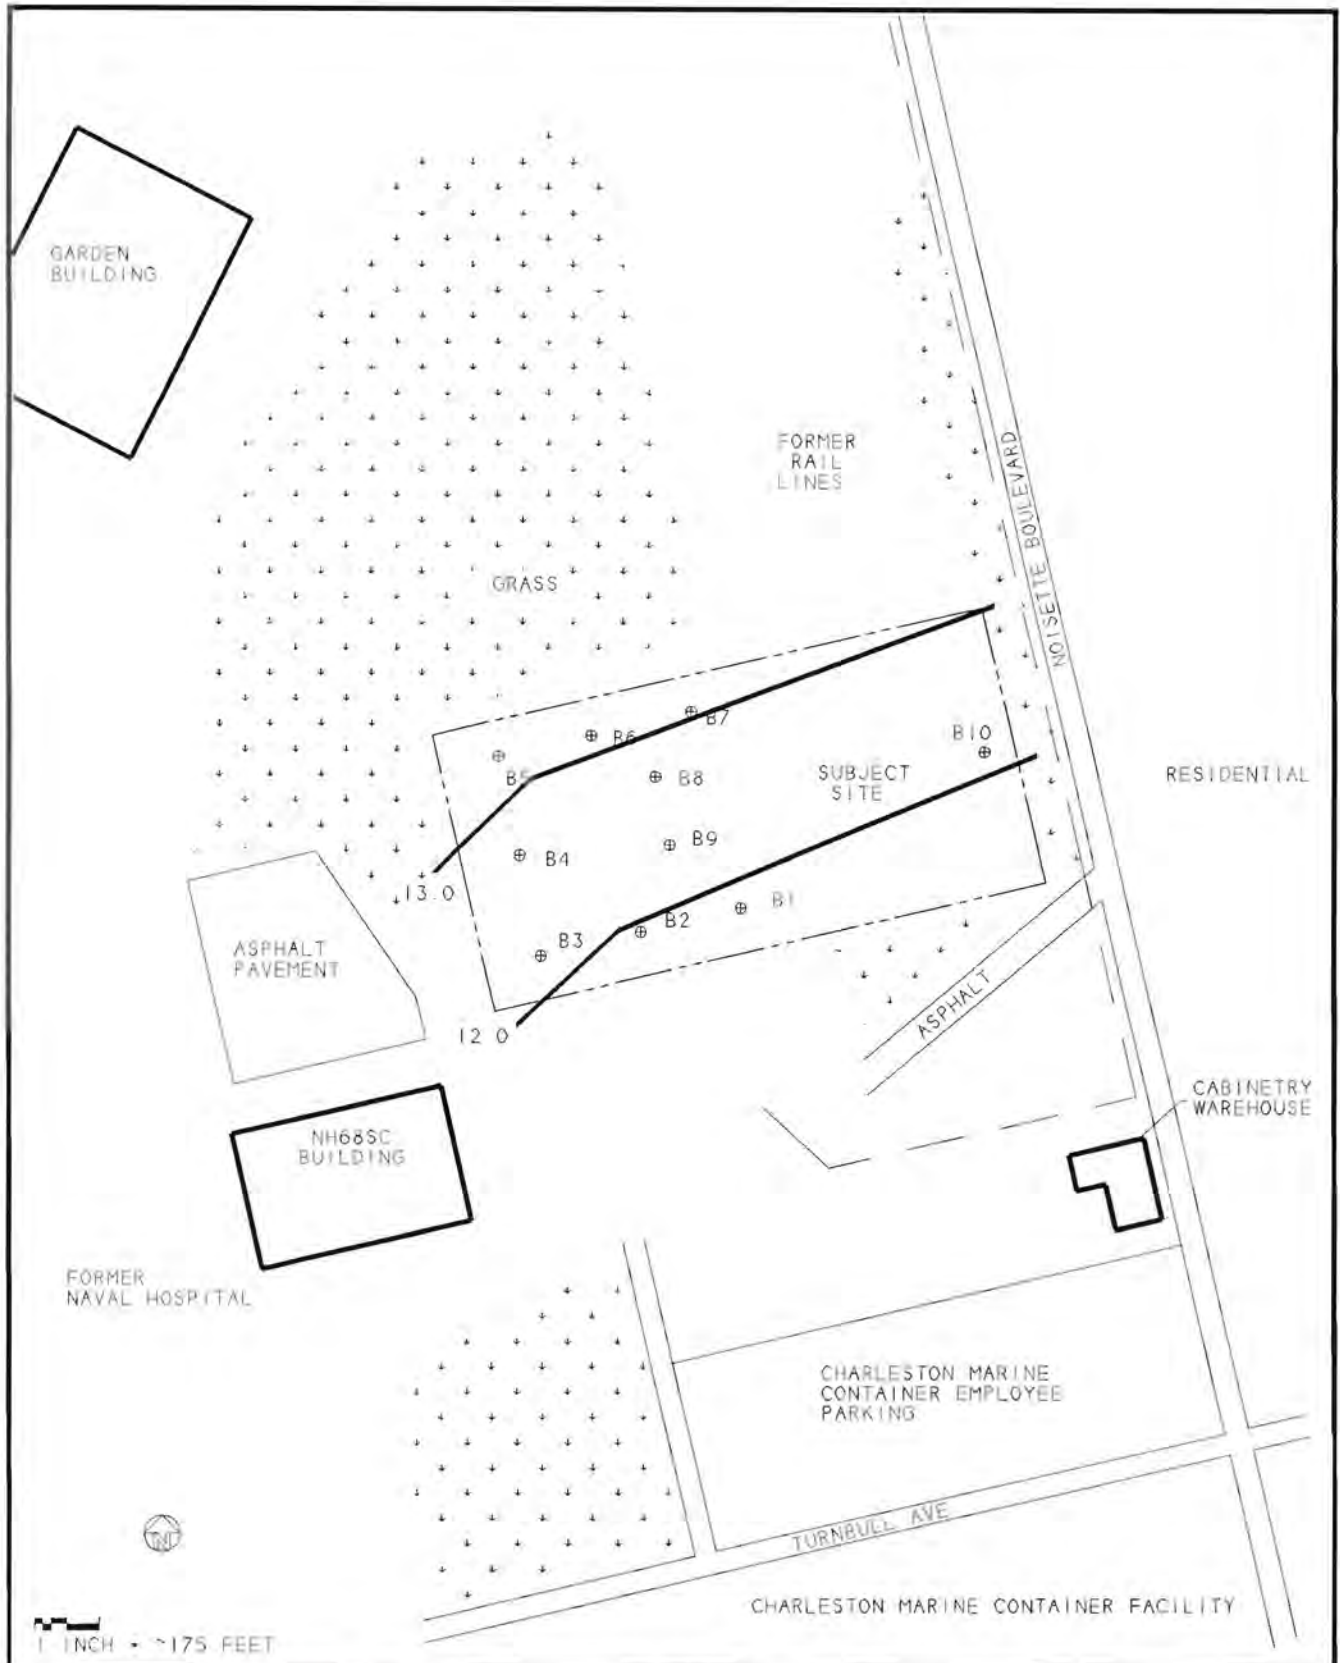 GARDEN
BUILDING
FORMER
RAIL
LINES
NOISETTE BOULEVARD
GRASS
B7
B6
B10
B5
B8
SUBJECT
SITE
RESIDENTIAL
B9
B4
13.0
B1
B2
B3
ASPHALT
PAVEMENT
ASPHALT
12 0
CABINETRY
WAREHOUSE
NH68SC
BUILDING
FORMER
NAVAL HOSPITAL
CHARLESTON MARINE
CONTAINER EMPLOYEE
PARKING
TURNBULL AVE
N
CHARLESTON MARINE CONTAINER FACILITY
1 INCH = ~175 FEET